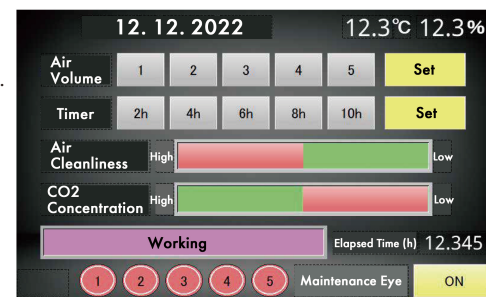 12. 12. 2022 12.3℃ 12.3%
Air Volume 1 2 3 4 5 Set
Timer 2h 4h 6h 8h 10h Set
Air Cleanliness High Low
CO2 Concentration High Low
Working Elapsed Time (h) 12.345
1 2 3 4 5 Maintenance Eye ON